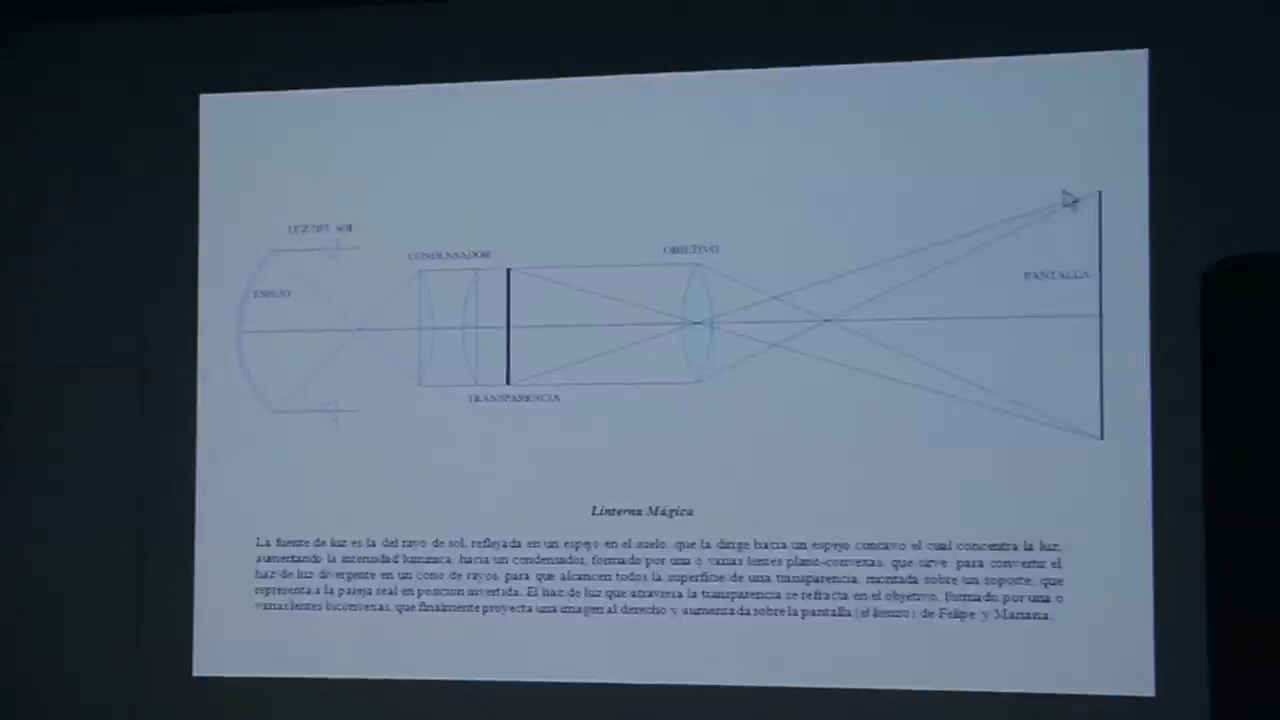 LUZ DEL SOL
CONDENSADOR
OBJETIVO
ESPEJO
PANTALLA
TRANSPARENCIA
Linterna Mágica
La fuente de luz es la del rayo de sol, reflejada en un espejo en el suelo, que la dirige hacia un espejo concavo el cual concentra la luz,
aumentando la intensidad luminica, hacia un condensador, formado por una o varias lentes plano-convexas, que sirve para convertir el
haz de luz divergente en un cono de rayos, para que alcancen todos la superficie de una transparencia, montada sobre un soporte, que
representa a la pareja real en posicion invertida. El haz de luz que atraviesa la transparencia se refracta en el objetivo, formado por una o
varias lentes biconvexas, que finalmente proyecta una imagen al derecho y aumentada sobre la pantalla (el lienzo) de Felipe y Mariana.